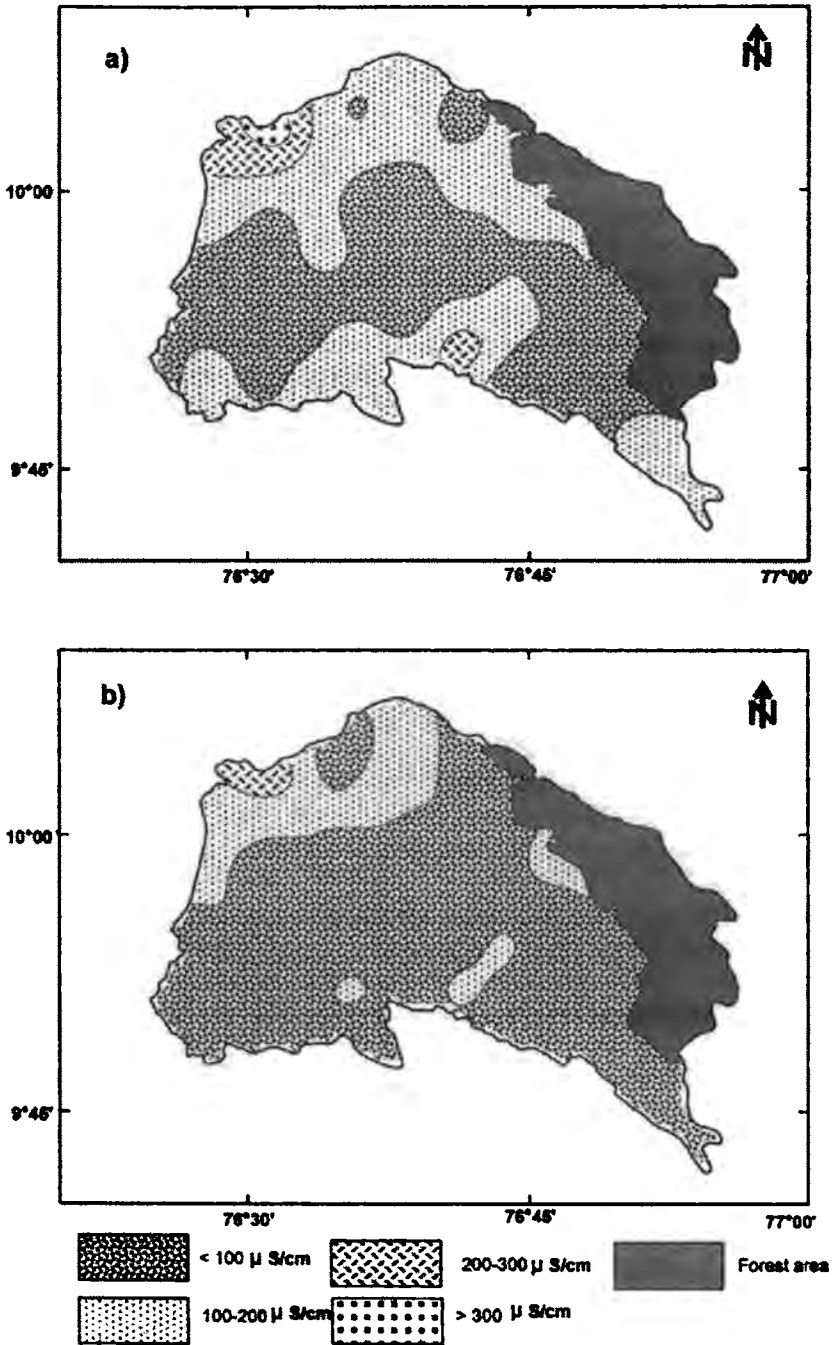 a)
N
10°00
9°45'
76°30'
76°45'
77°00'
b)
N
10°00
9°45'
76°30'
76°45'
77°00'
< 100 μ S/cm
200-300 μ S/cm
Forest area
100-200 μ S/cm
> 300 μ S/cm